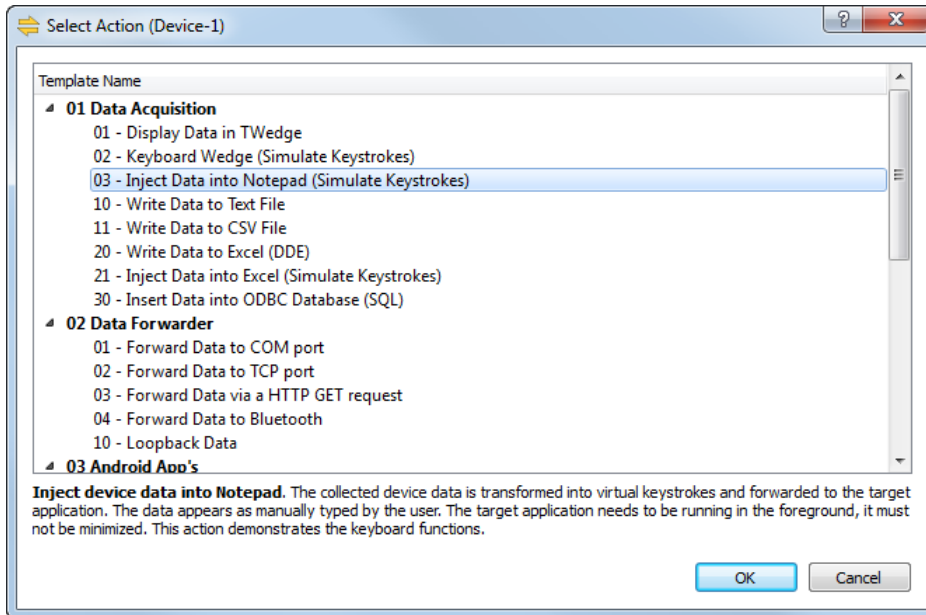 Select Action (Device-1)
Template Name
01 Data Acquisition
01 - Display Data in TWedge
02 - Keyboard Wedge (Simulate Keystrokes)
03 - Inject Data into Notepad (Simulate Keystrokes)
10 - Write Data to Text File
11 - Write Data to CSV File
20 - Write Data to Excel (DDE)
21 - Inject Data into Excel (Simulate Keystrokes)
30 - Insert Data into ODBC Database (SQL)
02 Data Forwarder
01 - Forward Data to COM port
02 - Forward Data to TCP port
03 - Forward Data via a HTTP GET request
04 - Forward Data to Bluetooth
10 - Loopback Data
03 Android App's
Inject device data into Notepad. The collected device data is transformed into virtual keystrokes and forwarded to the target
application. The data appears as manually typed by the user. The target application needs to be running in the foreground, it must
not be minimized. This action demonstrates the keyboard functions.
OK Cancel